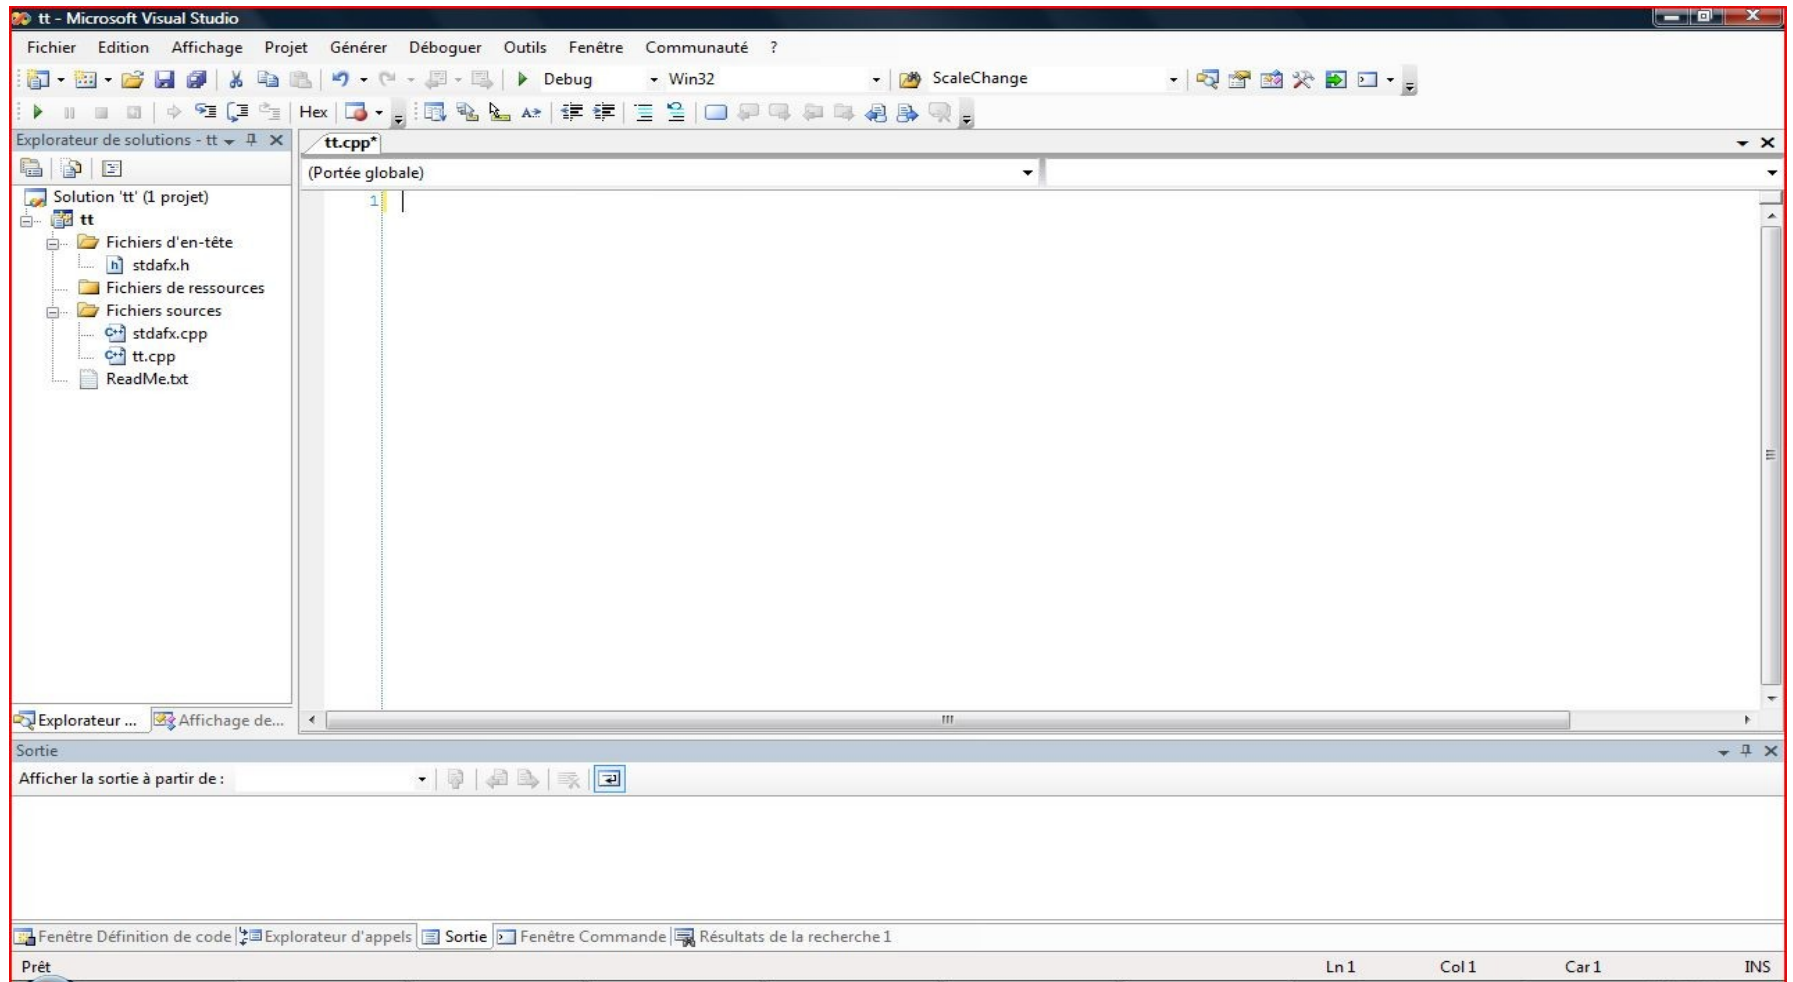 tt - Microsoft Visual Studio
Fichier Edition Affichage Projet Générer Déboguer Outils Fenêtre Communauté ?
Debug Win32 ScaleChange
Hex
Explorateur de solutions - tt
tt.cpp*
(Portée globale)
Solution 'tt' (1 projet)
1
tt
Fichiers d'en-tête
stdafx.h
Fichiers de ressources
Fichiers sources
stdafx.cpp
tt.cpp
ReadMe.txt
Explorateur ... Affichage de...
Sortie
Afficher la sortie à partir de :
Fenêtre Définition de code Explorateur d'appels Sortie Fenêtre Commande Résultats de la recherche 1
Prêt Ln 1 Col 1 Car 1 INS